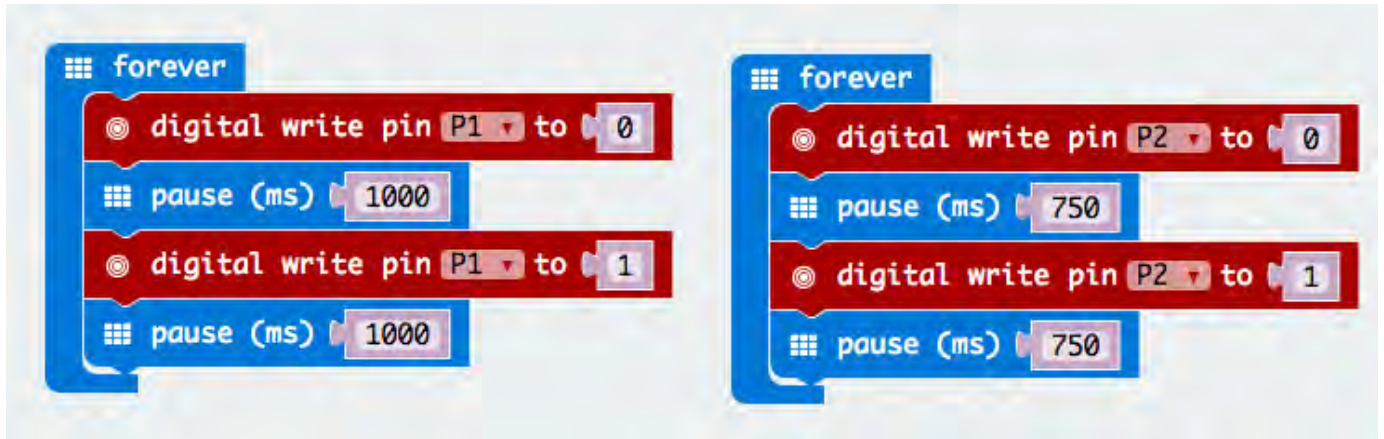 forever
digital write pin P1 to 0
pause (ms) 1000
digital write pin P1 to 1
pause (ms) 1000
forever
digital write pin P2 to 0
pause (ms) 750
digital write pin P2 to 1
pause (ms) 750